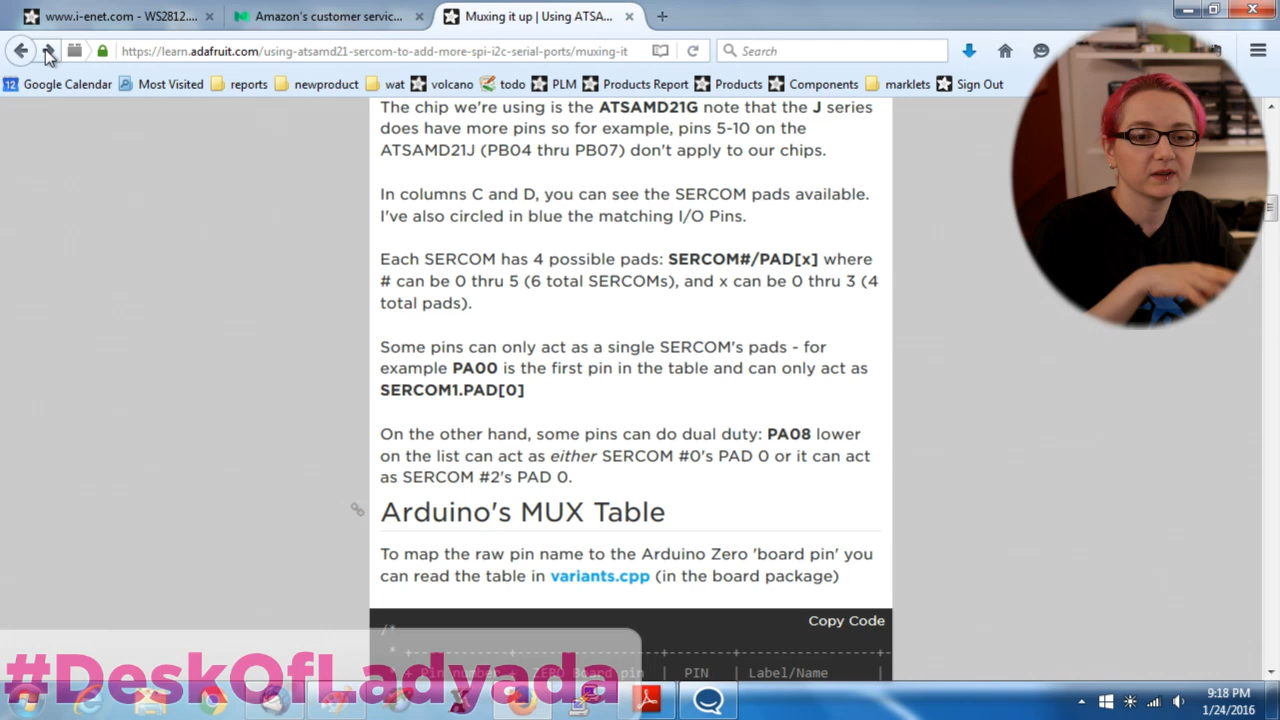 www.i-enet.com - WS2812....
Amazon's customer servic...
Muxing it up | Using ATSA...
https://learn.adafruit.com/using-atsamd21-sercom-to-add-more-spi-i2c-serial-ports/muxing-it
Search
12 Google Calendar Most Visited reports newproduct wat volcano todo PLM Products Report Products Components marklets Sign Out
The chip we're using is the ATSAMD21G note that the J series
does have more pins so for example, pins 5-10 on the
ATSAMD21J (PB04 thru PB07) don't apply to our chips.
In columns C and D, you can see the SERCOM pads available.
I've also circled in blue the matching I/O Pins.
Each SERCOM has 4 possible pads: SERCOM#/PAD[x] where
# can be 0 thru 5 (6 total SERCOMs), and x can be 0 thru 3 (4
total pads).
Some pins can only act as a single SERCOM's pads - for
example PA00 is the first pin in the table and can only act as
SERCOM1.PAD[0]
On the other hand, some pins can do dual duty: PA08 lower
on the list can act as either SERCOM #0's PAD 0 or it can act
as SERCOM #2's PAD 0.
Arduino's MUX Table
To map the raw pin name to the Arduino Zero 'board pin' you
can read the table in variants.cpp (in the board package)
Copy Code
/*
* +------------+------------------+--------+-----------------+-
* + Pin number + ZERO Board pin | PIN | Label/Name |
#DeskOfLadyada
9:18 PM
1/24/2016